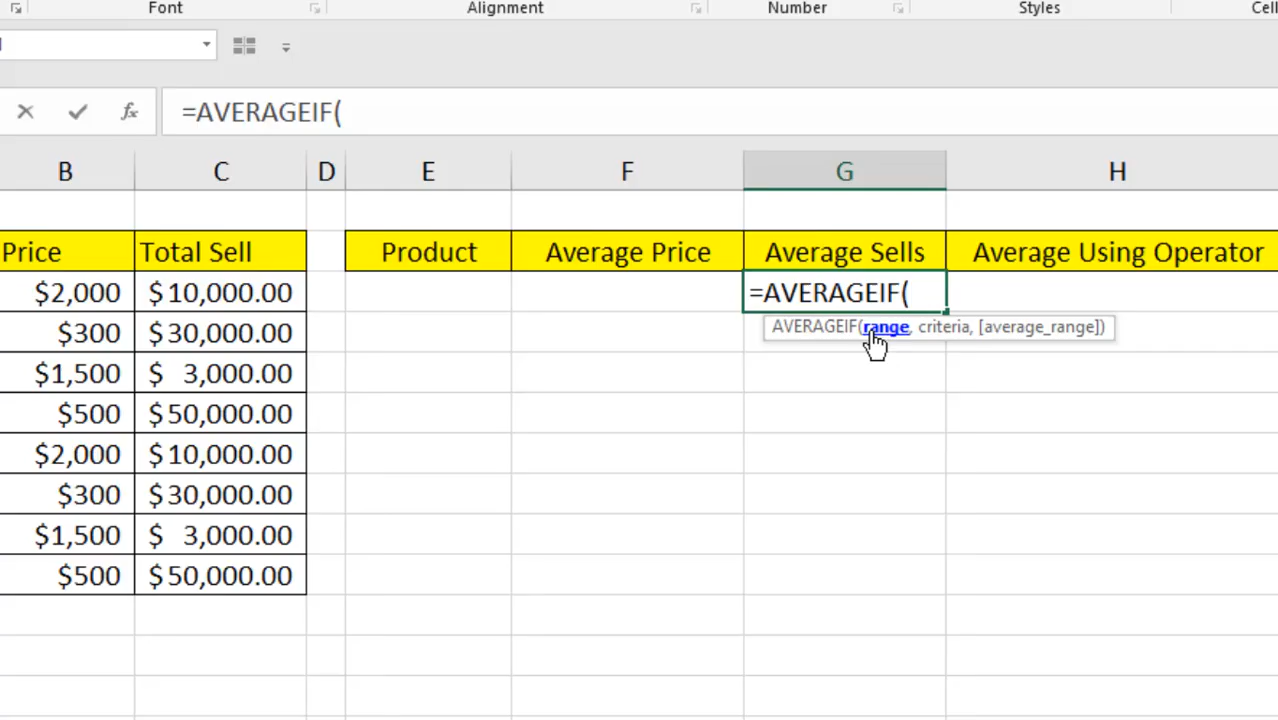 Font Alignment Number Styles
=AVERAGEIF(
B C D E F G H
Price Total Sell Product Average Price Average Sells Average Using Operator
$2,000 $10,000.00 =AVERAGEIF(
AVERAGEIF(range, criteria, [average_range])
$300 $30,000.00
$1,500 $ 3,000.00
$500 $50,000.00
$2,000 $10,000.00
$300 $30,000.00
$1,500 $ 3,000.00
$500 $50,000.00